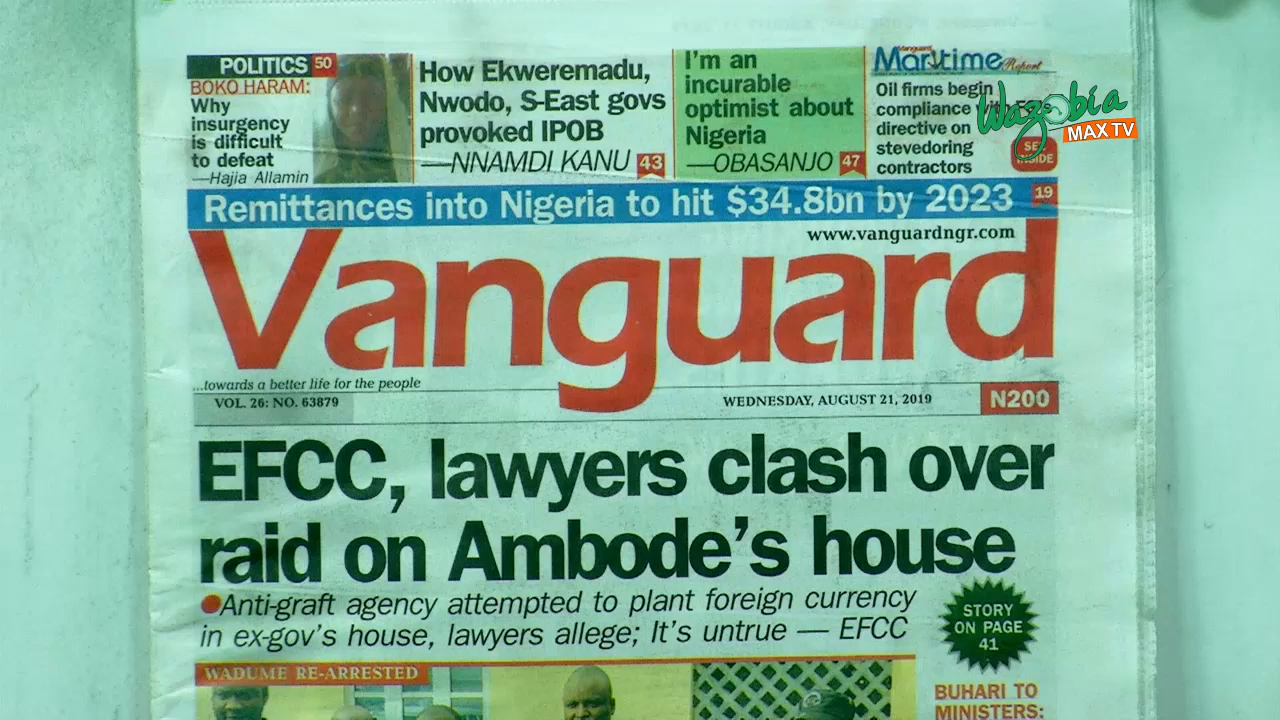 POLITICS 50
BOKO HARAM:
Why
insurgency
is difficult
to defeat
—Hajia Allamin
How Ekweremadu,
Nwodo, S-East govs
provoked IPOB
—NNAMDI KANU 43
I'm an
incurable
optimist about
Nigeria
—OBASANJO 47
Vanguard
Maritime Report
Oil firms begin
compliance with
directive on
stevedoring
contractors
SEE
INSIDE
Wazobia
MAX TV
Remittances into Nigeria to hit $34.8bn by 2023 19
www.vanguardngr.com
Vanguard
...towards a better life for the people
VOL. 26: NO. 63879
WEDNESDAY, AUGUST 21, 2019
N200
EFCC, lawyers clash over
raid on Ambode's house
●Anti-graft agency attempted to plant foreign currency
in ex-gov's house, lawyers allege; It's untrue — EFCC
STORY
ON PAGE
41
WADUME RE-ARRESTED
BUHARI TO
MINISTERS: